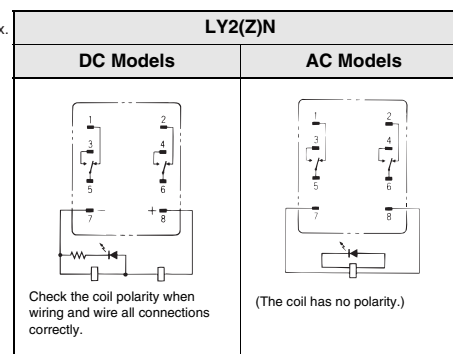 x.
LY2(Z)N
DC Models
AC Models
1 2
3 4
5 6
7 − + 8
Check the coil polarity when
wiring and wire all connections
correctly.
1 2
3 4
5 6
7 8
(The coil has no polarity.)